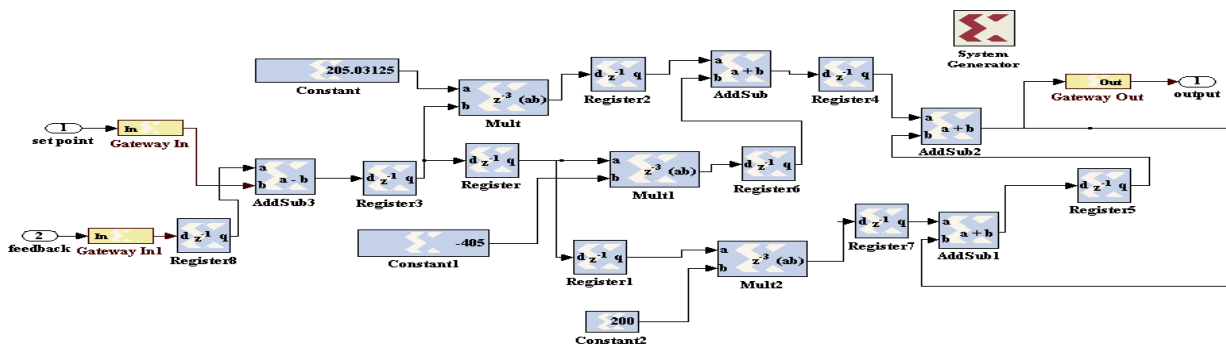 205.03125
Constant
a
b
z⁻³ (ab)
Mult
d z⁻¹ q
Register2
a
b
a + b
AddSub
d z⁻¹ q
Register4
System
Generator
a
b
a + b
AddSub2
Out
Gateway Out
1
output
1
set point
In
Gateway In
a
b
a - b
AddSub3
d z⁻¹ q
Register3
d z⁻¹ q
Register
a
b
z⁻³ (ab)
Mult1
d z⁻¹ q
Register6
2
feedback
In
Gateway In1
d z⁻¹ q
Register8
-405
Constant1
d z⁻¹ q
Register1
a
b
z⁻³ (ab)
Mult2
d z⁻¹ q
Register7
a
b
a + b
AddSub1
d z⁻¹ q
Register5
200
Constant2